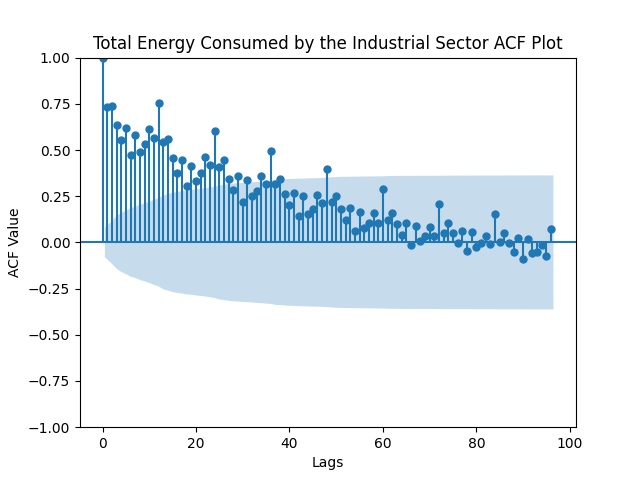 Total Energy Consumed by the Industrial Sector ACF Plot
1.00
0.75
0.50
0.25
0.00
−0.25
−0.50
−0.75
−1.00
ACF Value
0 20 40 60 80 100
Lags